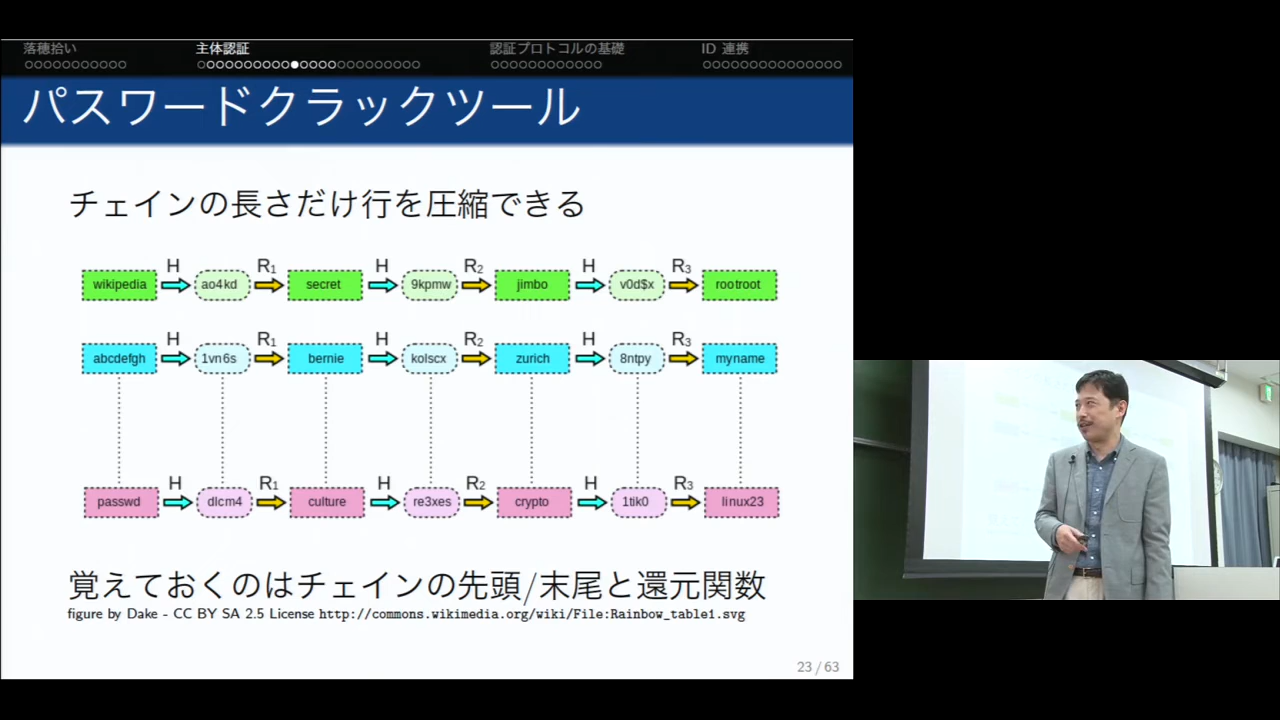 落穂拾い 主体認証 認証プロトコルの基礎 ID 連携
パスワードクラックツール
チェインの長さだけ行を圧縮できる
H R1 H R2 H R3
wikipedia ao4kd secret 9kpmw jimbo v0d$x rootroot
H R1 H R2 H R3
abcdefgh 1vn6s bernie kolscx zurich 8ntpy myname
H R1 H R2 H R3
passwd dlcm4 culture re3xes crypto 1tik0 linux23
覚えておくのはチェインの先頭/末尾と還元関数
figure by Dake - CC BY SA 2.5 License http://commons.wikimedia.org/wiki/File:Rainbow_table1.svg
23 / 63